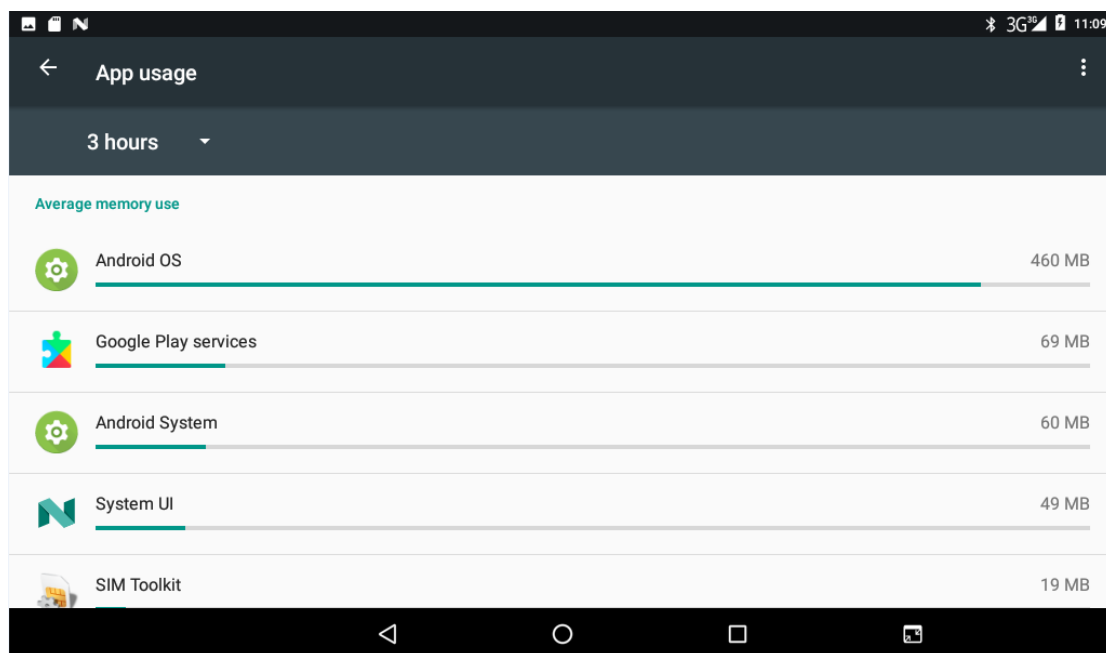 3G 3G 11:09
App usage
3 hours
Average memory use
Android OS 460 MB
Google Play services 69 MB
Android System 60 MB
System UI 49 MB
SIM Toolkit 19 MB